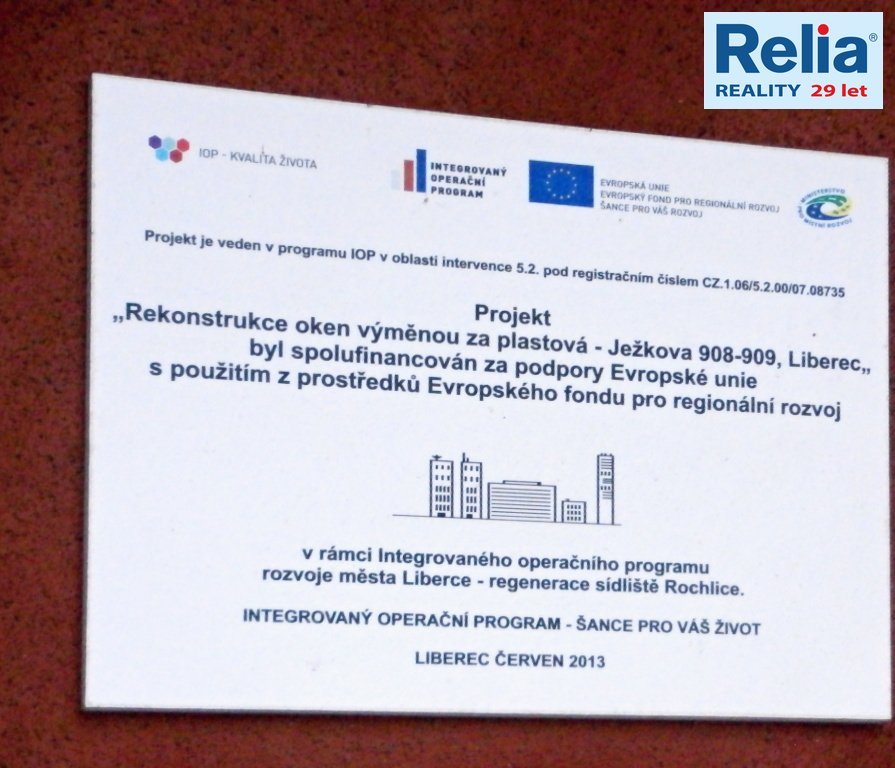 Relia®
REALITY 29 let
IOP - KVALITA ŽIVOTA
INTEGROVANÝ
OPERAČNÍ
PROGRAM
EVROPSKÁ UNIE
EVROPSKÝ FOND PRO REGIONÁLNÍ ROZVOJ
ŠANCE PRO VÁŠ ROZVOJ
MINISTERSTVO
PRO MÍSTNÍ ROZVOJ
Projekt je veden v programu IOP v oblasti intervence 5.2. pod registračním číslem CZ.1.06/5.2.00/07.08735
Projekt
„Rekonstrukce oken výměnou za plastová - Ježkova 908-909, Liberec„
byl spolufinancován za podpory Evropské unie
s použitím z prostředků Evropského fondu pro regionální rozvoj
v rámci Integrovaného operačního programu
rozvoje města Liberce - regenerace sídliště Rochlice.
INTEGROVANÝ OPERAČNÍ PROGRAM - ŠANCE PRO VÁŠ ŽIVOT
LIBEREC ČERVEN 2013